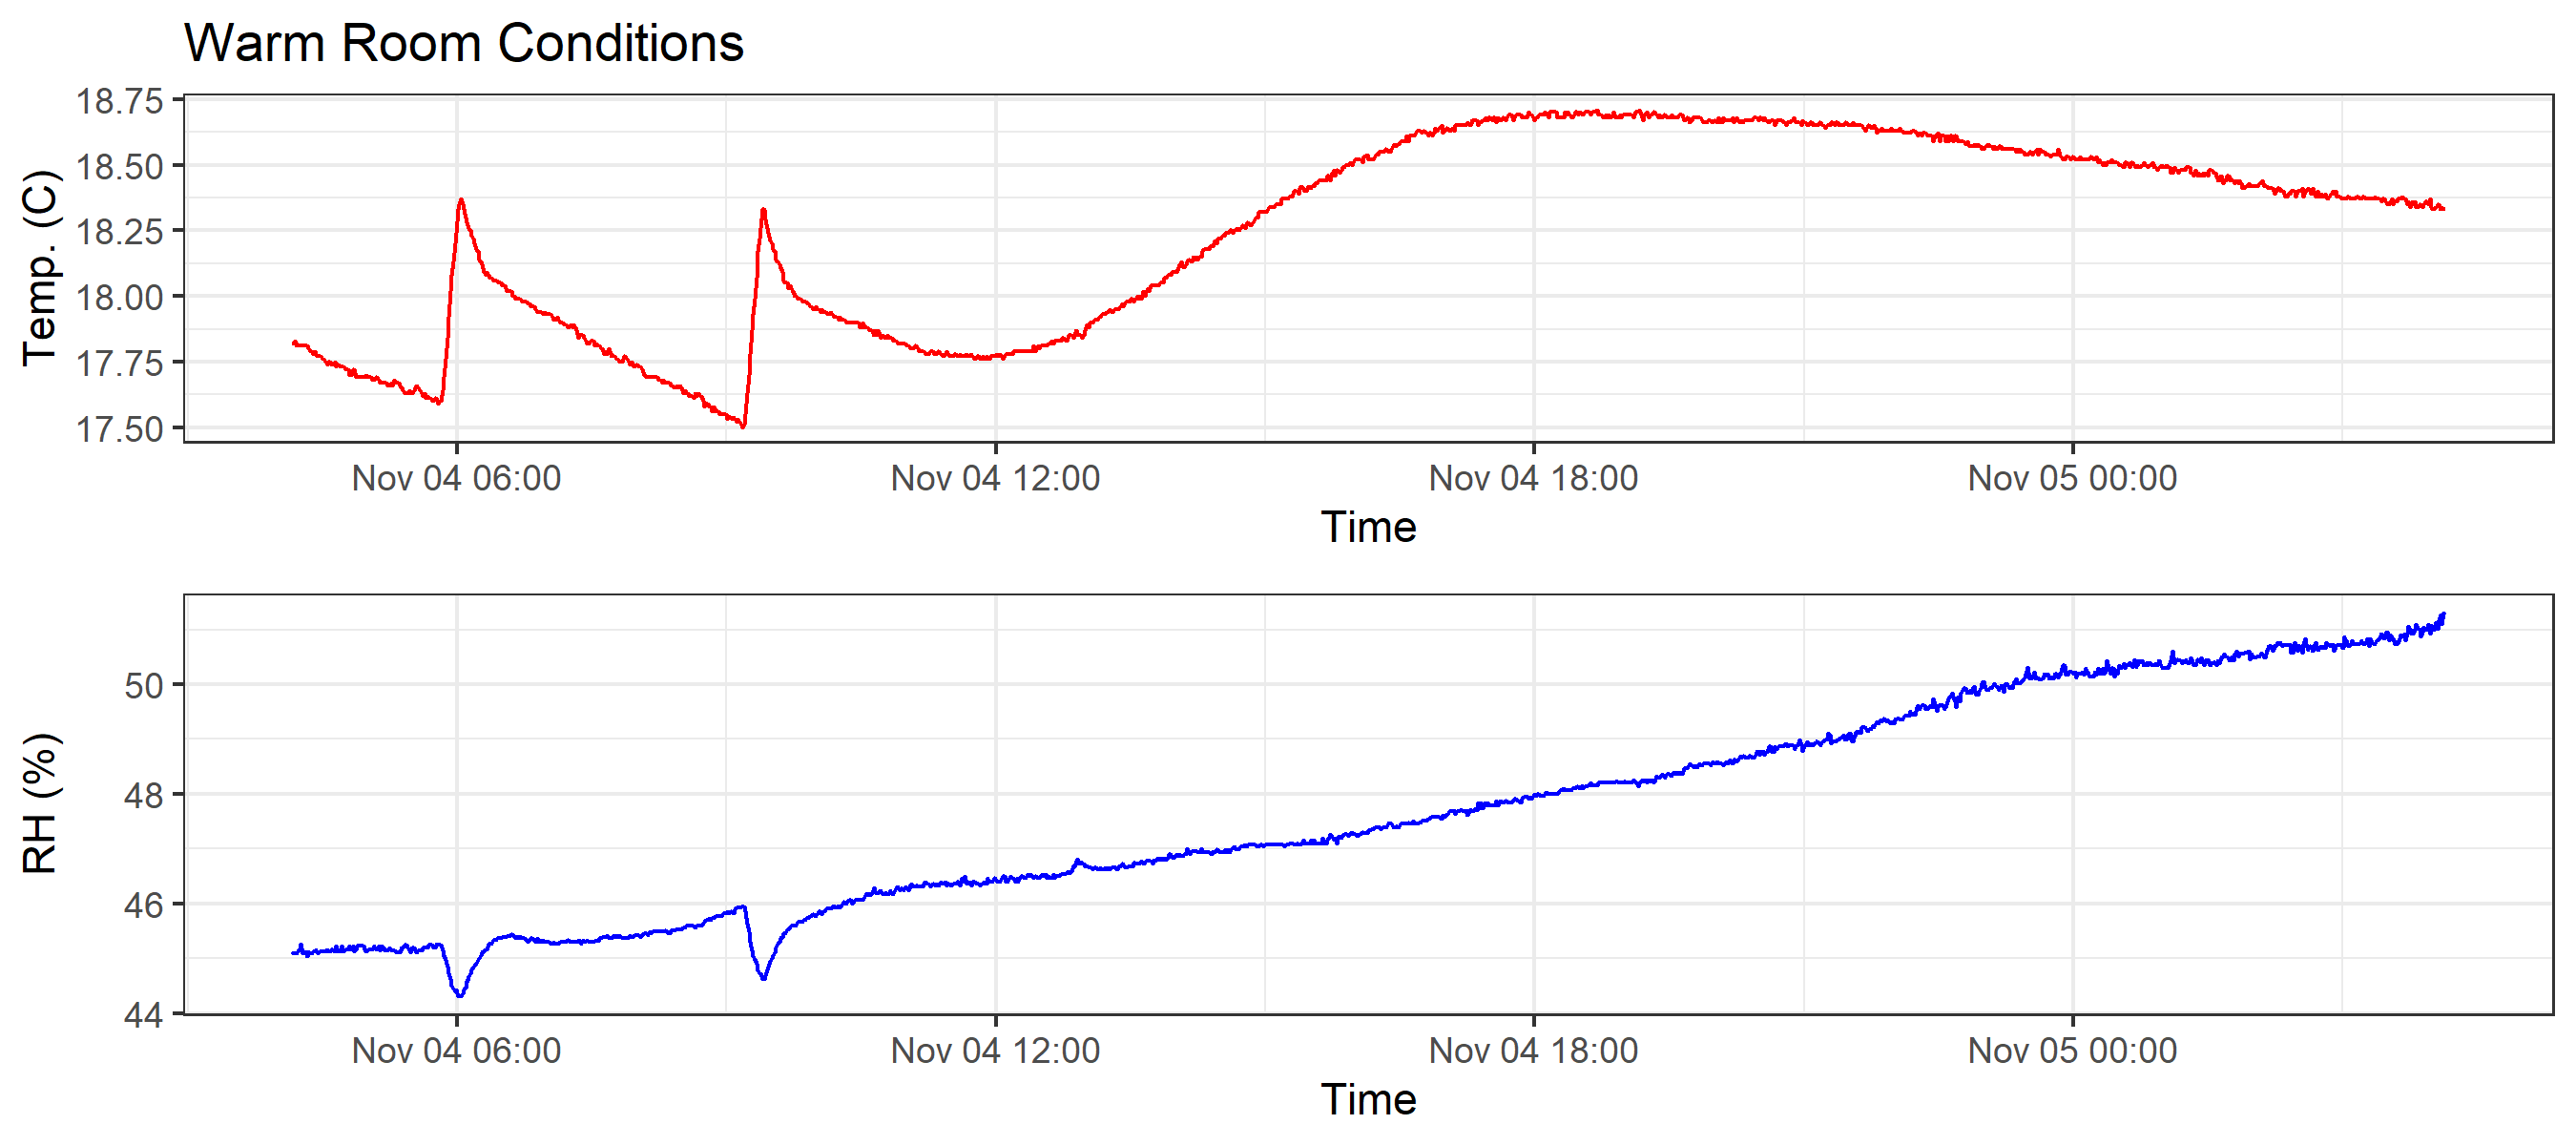 Warm Room Conditions
18.75
18.50
18.25
18.00
17.75
17.50
Temp. (C)
Nov 04 06:00 Nov 04 12:00 Nov 04 18:00 Nov 05 00:00
Time
50
48
46
44
RH (%)
Nov 04 06:00 Nov 04 12:00 Nov 04 18:00 Nov 05 00:00
Time